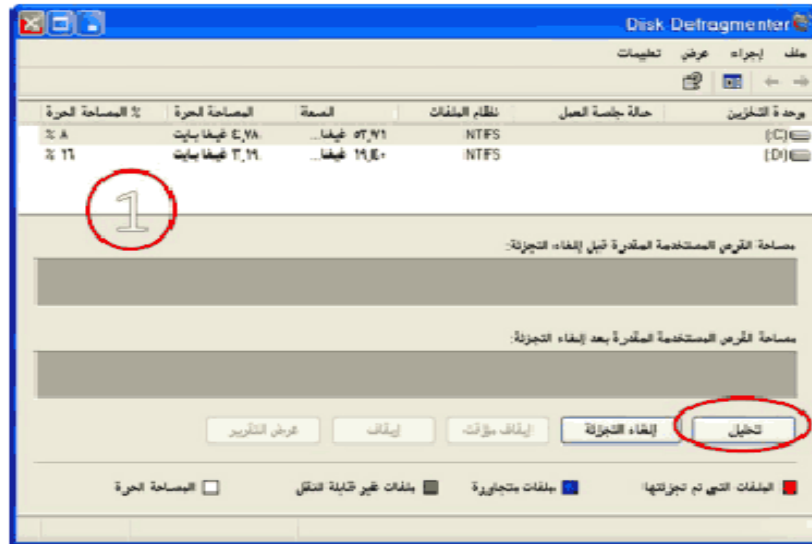 Disk Defragmenter
ملف إجراء عرض تعليمات
وحدة التخزين حالة جلسة العمل نظام الملفات السعة المساحة الحرة % المساحة الحرة
(C:) NTFS ٥٣,٧١ غيغا... ٤,٧٨ غيغا بايت ٨ %
(D:) NTFS ١٩,٤٠ غيغا... ٣,١٩ غيغا بايت ١٦ %
1
مساحة القرص المستخدمة المقدرة قبل إلغاء التجزئة:
مساحة القرص المستخدمة المقدرة بعد إلغاء التجزئة:
تحليل إلغاء التجزئة إيقاف مؤقت إيقاف عرض التقرير
الملفات التي تم تجزئتها ملفات متجاورة ملفات غير قابلة للنقل المساحة الحرة